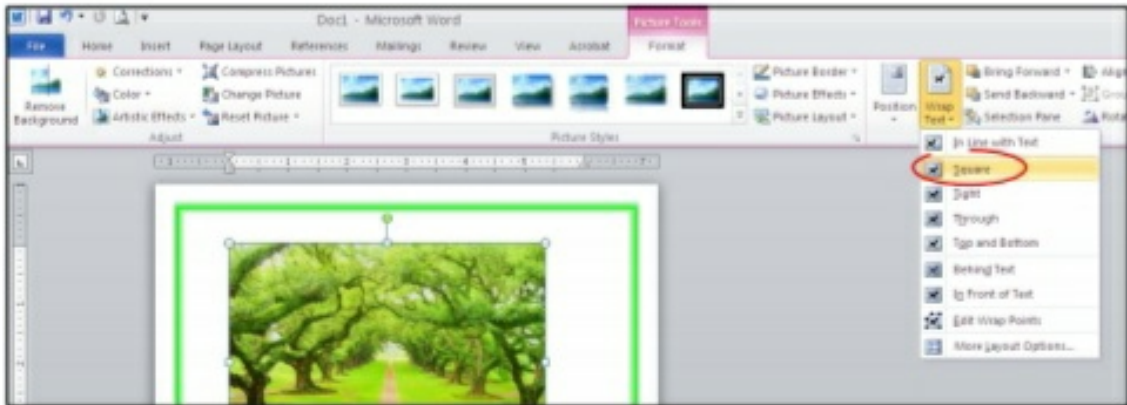 Doc1 - Microsoft Word
Picture Tools
File Home Insert Page Layout References Mailings Review View Acrobat Format
Remove Background
Corrections
Color
Artistic Effects
Compress Pictures
Change Picture
Reset Picture
Adjust
Picture Styles
Picture Border
Picture Effects
Picture Layout
Position
Wrap Text
Bring Forward
Send Backward
Selection Pane
In Line with Text
Square
Tight
Through
Top and Bottom
Behind Text
In Front of Text
Edit Wrap Points
More Layout Options...